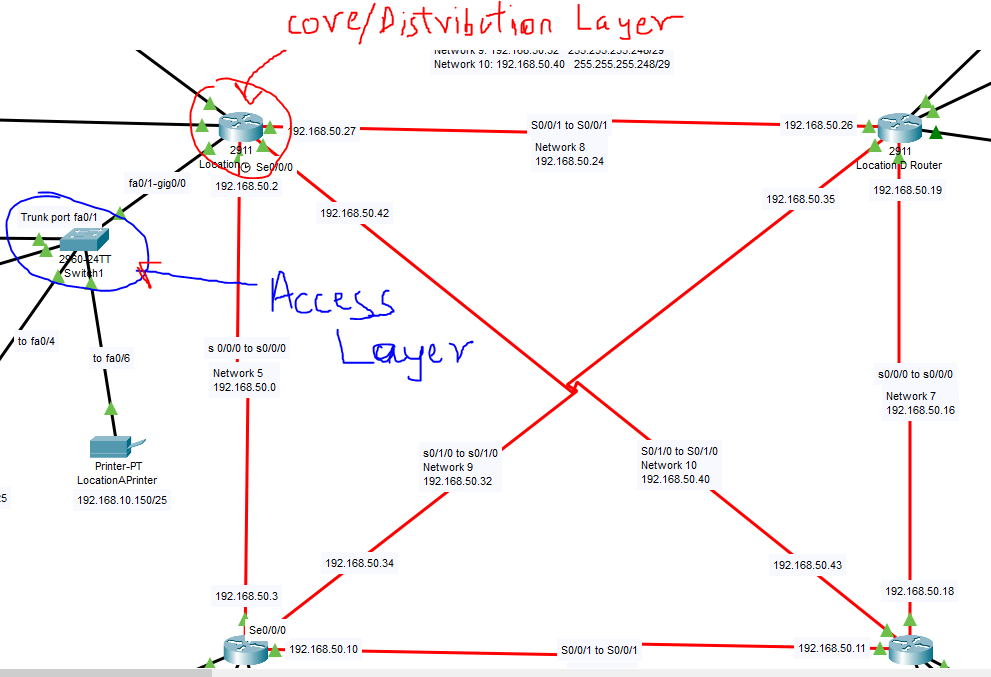 core/Distribution Layer
Network 9: 192.168.50.32 255.255.255.248/29
Network 10: 192.168.50.40 255.255.255.248/29
192.168.50.27
S0/0/1 to S0/0/1
192.168.50.26
Network 8
192.168.50.24
2911
Location
Se0/0/0
2911
Location D Router
fa0/1-gig0/0
192.168.50.2
192.168.50.19
192.168.50.35
192.168.50.42
Trunk port fa0/1
2960-24TT
Switch1
Access
Layer
to fa0/4
to fa0/6
s 0/0/0 to s0/0/0
Network 5
192.168.50.0
s0/0/0 to s0/0/0
Network 7
192.168.50.16
s0/1/0 to s0/1/0
Network 9
192.168.50.32
S0/1/0 to S0/1/0
Network 10
192.168.50.40
Printer-PT
LocationAPrinter
192.168.10.150/25
25
192.168.50.34
192.168.50.43
192.168.50.3
192.168.50.18
Se0/0/0
192.168.50.10
S0/0/1 to S0/0/1
192.168.50.11